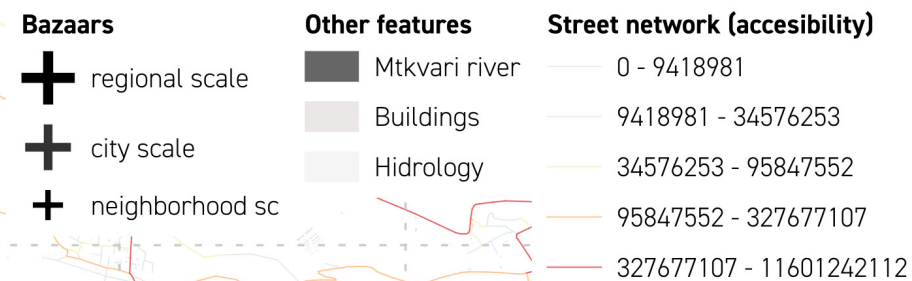 Bazaars
regional scale
city scale
neighborhood sc
Other features
Mtkvari river
Buildings
Hidrology
Street network (accesibility)
0 - 9418981
9418981 - 34576253
34576253 - 95847552
95847552 - 327677107
327677107 - 11601242112